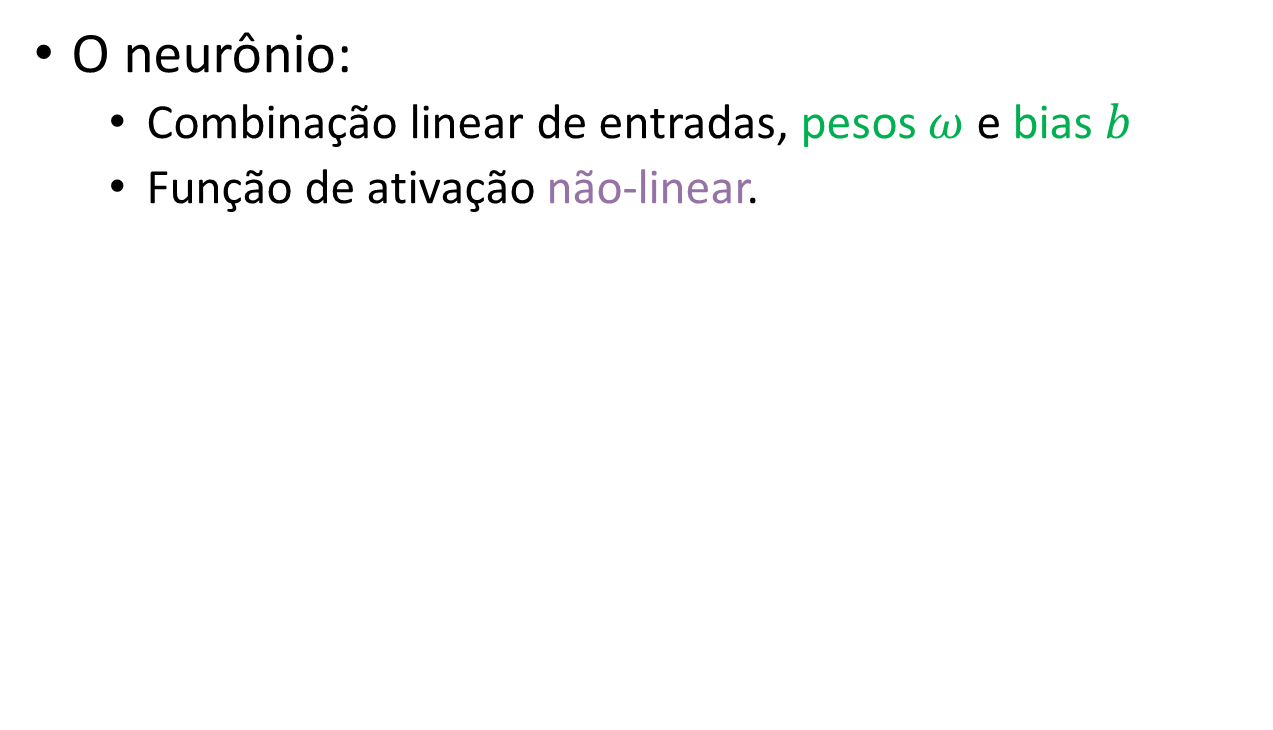 • O neurônio:
• Combinação linear de entradas, pesos ω e bias b
• Função de ativação não-linear.